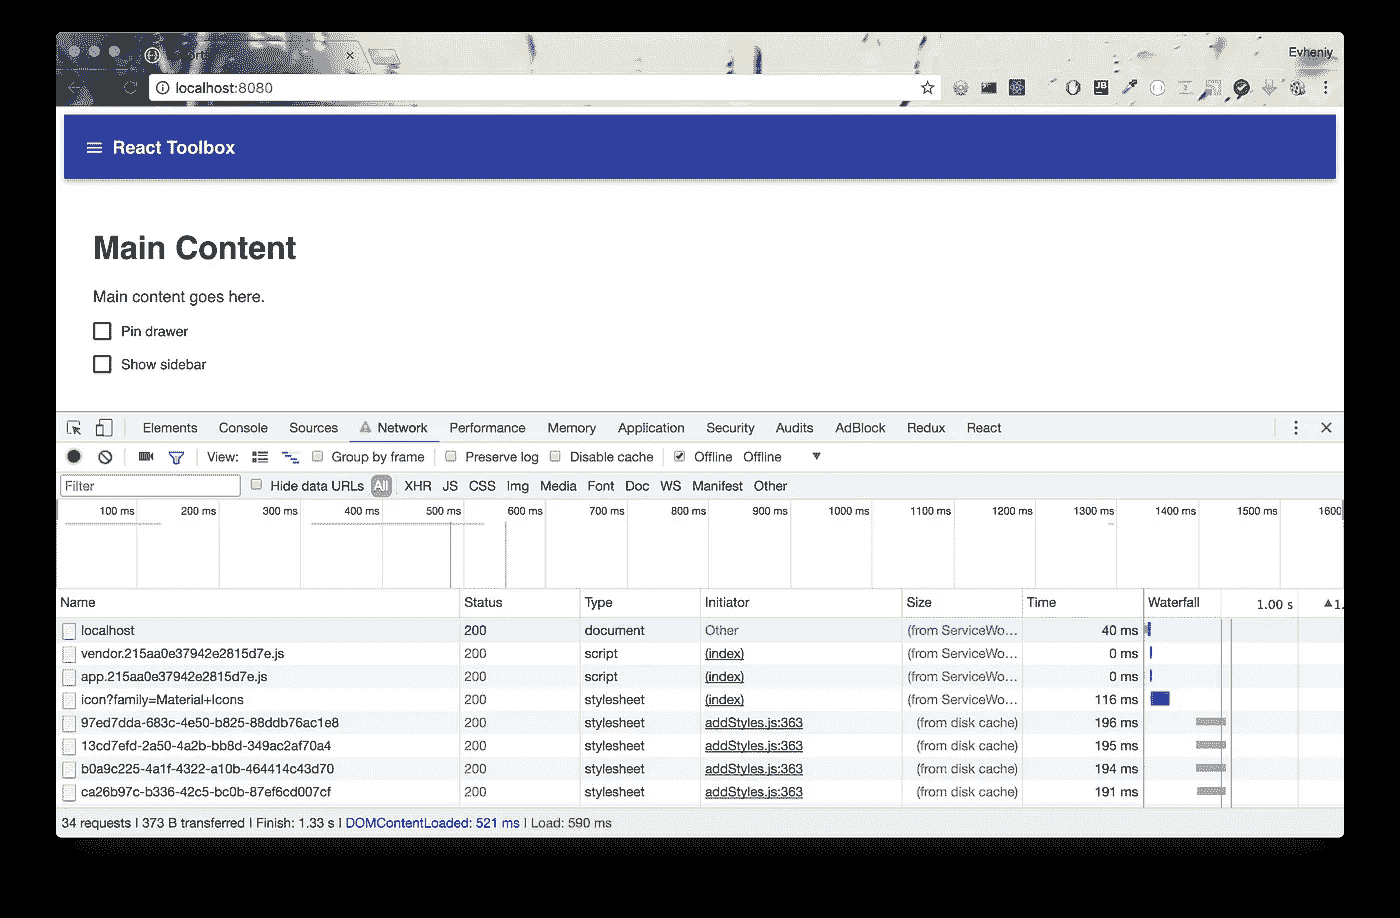 Evheniy
localhost:8080
React Toolbox
Main Content
Main content goes here.
Pin drawer
Show sidebar
Elements Console Sources Network Performance Memory Application Security Audits AdBlock Redux React
View: Group by frame Preserve log Disable cache Offline Offline
Filter Hide data URLs All XHR JS CSS Img Media Font Doc WS Manifest Other
100 ms 200 ms 300 ms 400 ms 500 ms 600 ms 700 ms 800 ms 900 ms 1000 ms 1100 ms 1200 ms 1300 ms 1400 ms 1500 ms 1600
Name Status Type Initiator Size Time Waterfall 1.00 s 1.
localhost 200 document Other (from ServiceWo… 40 ms
vendor.215aa0e37942e2815d7e.js 200 script (index) (from ServiceWo… 0 ms
app.215aa0e37942e2815d7e.js 200 script (index) (from ServiceWo… 0 ms
icon?family=Material+Icons 200 stylesheet (index) (from ServiceWo… 116 ms
97ed7dda-683c-4e50-b825-88ddb76ac1e8 200 stylesheet addStyles.js:363 (from disk cache) 196 ms
13cd7efd-2a50-4a2b-bb8d-349ac2af70a4 200 stylesheet addStyles.js:363 (from disk cache) 195 ms
b0a9c225-4a1f-4322-a10b-464414c43d70 200 stylesheet addStyles.js:363 (from disk cache) 194 ms
ca26b97c-b336-42c5-bc0b-87ef6cd007cf 200 stylesheet addStyles.js:363 (from disk cache) 191 ms
34 requests | 373 B transferred | Finish: 1.33 s | DOMContentLoaded: 521 ms | Load: 590 ms